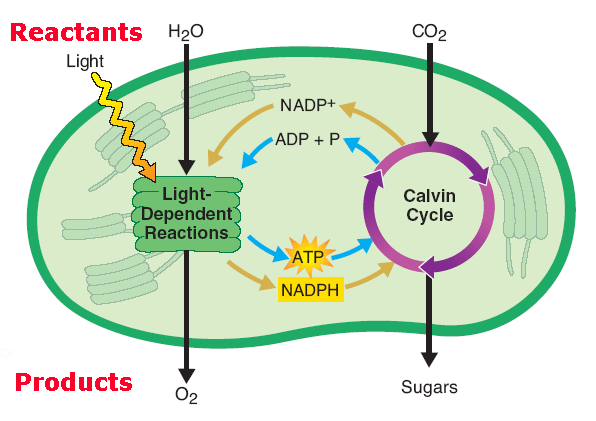 Reactants
H2O
CO2
Light
NADP+
ADP + P
Light-
Dependent
Reactions
Calvin
Cycle
ATP
NADPH
Products
O2
Sugars